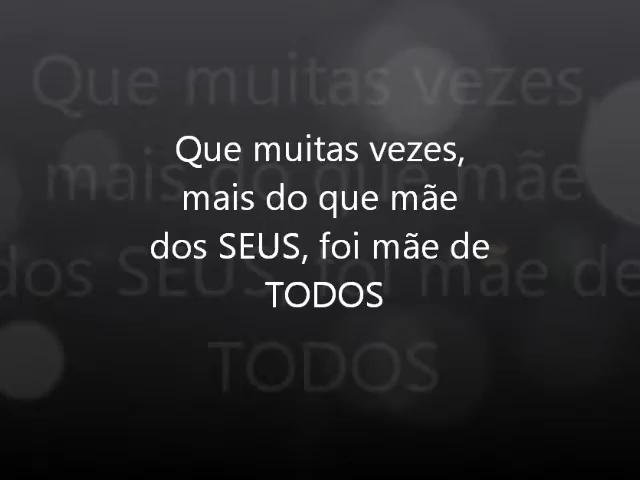 Que muitas vezes,
mais do que mãe
dos SEUS, foi mãe de
TODOS